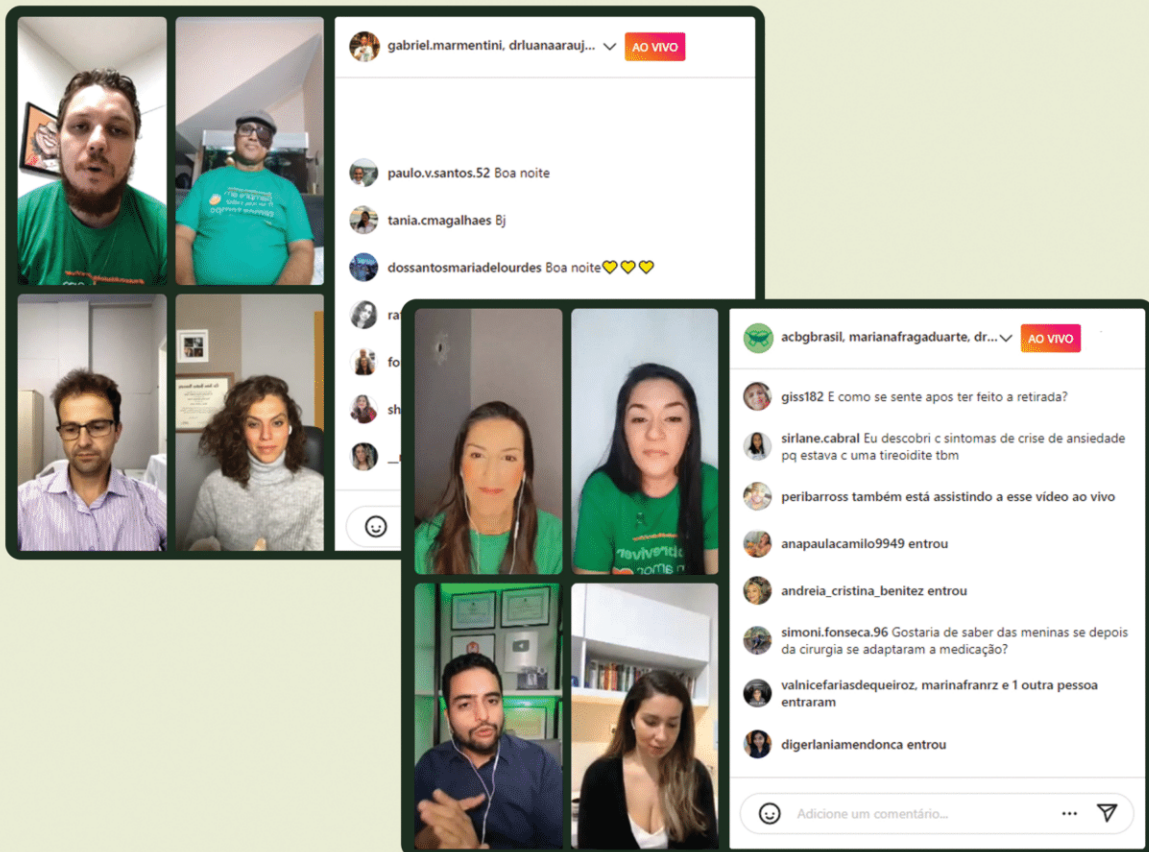 gabriel.marmentini, drluanaarauj...
AO VIVO
paulo.v.santos.52 Boa noite
tania.cmagalhaes Bj
dossantosmariadelourdes Boa noite💛💛💛
acbgbrasil, marianafragaduarte, dr...
AO VIVO
giss182 E como se sente apos ter feito a retirada?
sirlane.cabral Eu descobri c sintomas de crise de ansiedade
pq estava c uma tireoidite tbm
peribarross também está assistindo a esse vídeo ao vivo
anapaulacamilo9949 entrou
andreia_cristina_benitez entrou
simoni.fonseca.96 Gostaria de saber das meninas se depois
da cirurgia se adaptaram a medicação?
valnicefariasdequeiroz, marinafranrz e 1 outra pessoa
entraram
digerlaniamendonca entrou
Adicione um comentário...